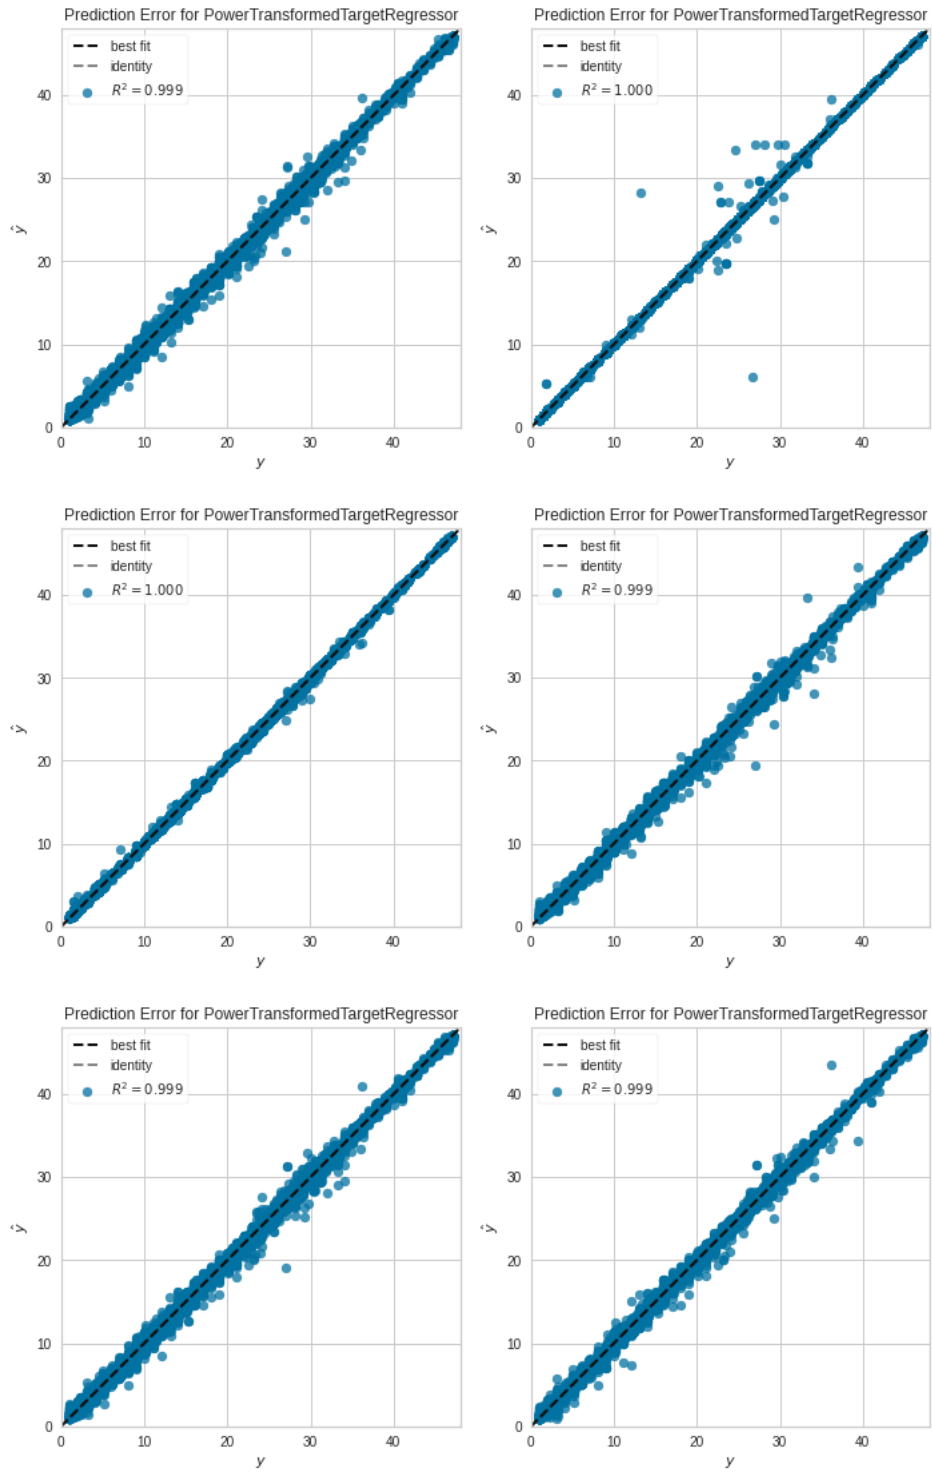 Prediction Error for PowerTransformedTargetRegressor
best fit
identity
R² = 0.999
40
30
20
10
0
ŷ
0 10 20 30 40
y
Prediction Error for PowerTransformedTargetRegressor
best fit
identity
R² = 1.000
40
30
20
10
0
ŷ
0 10 20 30 40
y
Prediction Error for PowerTransformedTargetRegressor
best fit
identity
R² = 1.000
40
30
20
10
0
ŷ
0 10 20 30 40
y
Prediction Error for PowerTransformedTargetRegressor
best fit
identity
R² = 0.999
40
30
20
10
0
ŷ
0 10 20 30 40
y
Prediction Error for PowerTransformedTargetRegressor
best fit
identity
R² = 0.999
40
30
20
10
0
ŷ
0 10 20 30 40
y
Prediction Error for PowerTransformedTargetRegressor
best fit
identity
R² = 0.999
40
30
20
10
0
ŷ
0 10 20 30 40
y